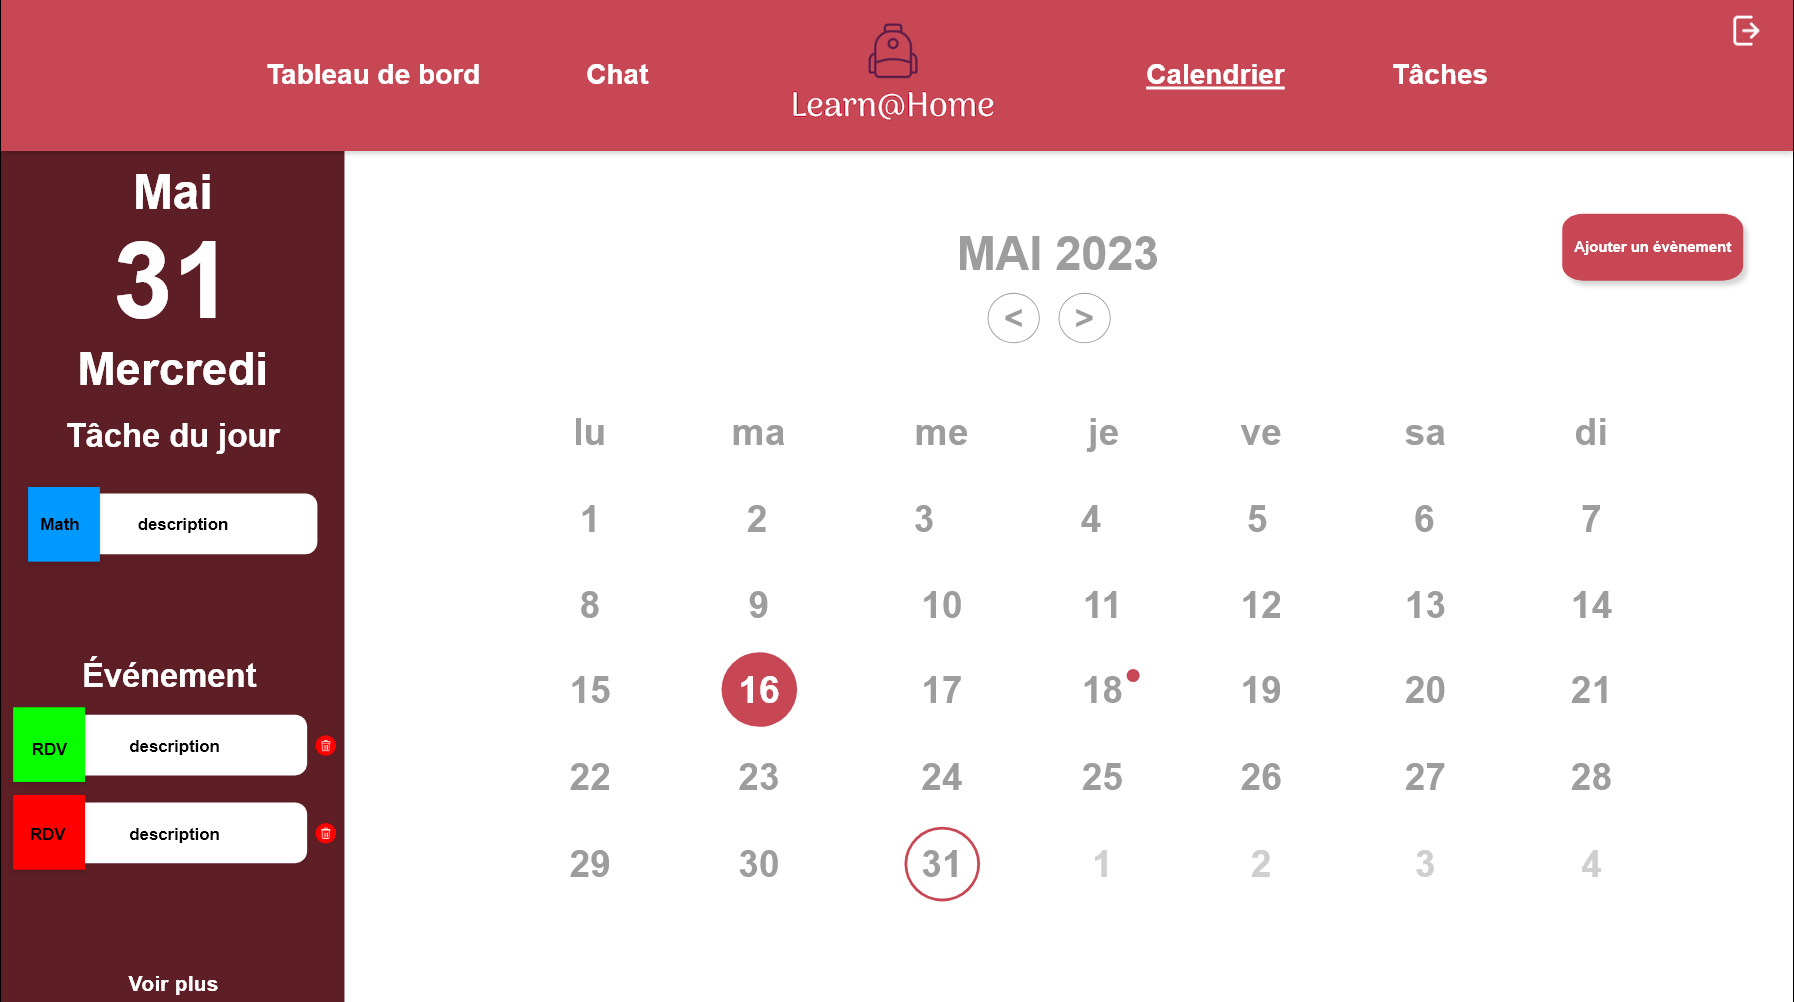 Tableau de bord
Chat
Learn@Home
Calendrier
Tâches
Mai
31
Mercredi
Tâche du jour
Math description
Événement
RDV description
RDV description
Voir plus
MAI 2023
< >
Ajouter un évènement
lu ma me je ve sa di
1 2 3 4 5 6 7
8 9 10 11 12 13 14
15 16 17 18 19 20 21
22 23 24 25 26 27 28
29 30 31 1 2 3 4